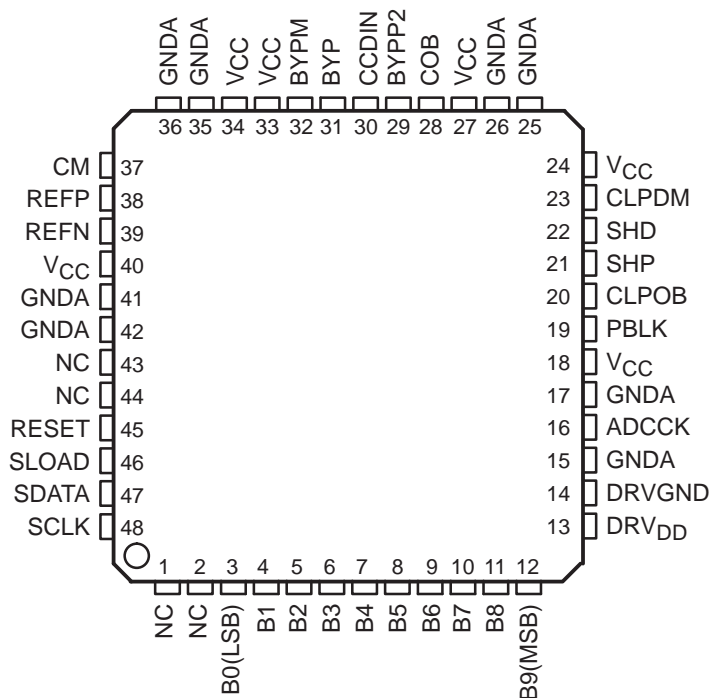 GNDA
GNDA
VCC
VCC
BYPM
BYP
CCDIN
BYPP2
COB
VCC
GNDA
GNDA
36 35 34 33 32 31 30 29 28 27 26 25
CM 37
REFP 38
REFN 39
VCC 40
GNDA 41
GNDA 42
NC 43
NC 44
RESET 45
SLOAD 46
SDATA 47
SCLK 48
24 VCC
23 CLPDM
22 SHD
21 SHP
20 CLPOB
19 PBLK
18 VCC
17 GNDA
16 ADCCK
15 GNDA
14 DRVGND
13 DRVDD
1 2 3 4 5 6 7 8 9 10 11 12
NC
NC
B0(LSB)
B1
B2
B3
B4
B5
B6
B7
B8
B9(MSB)